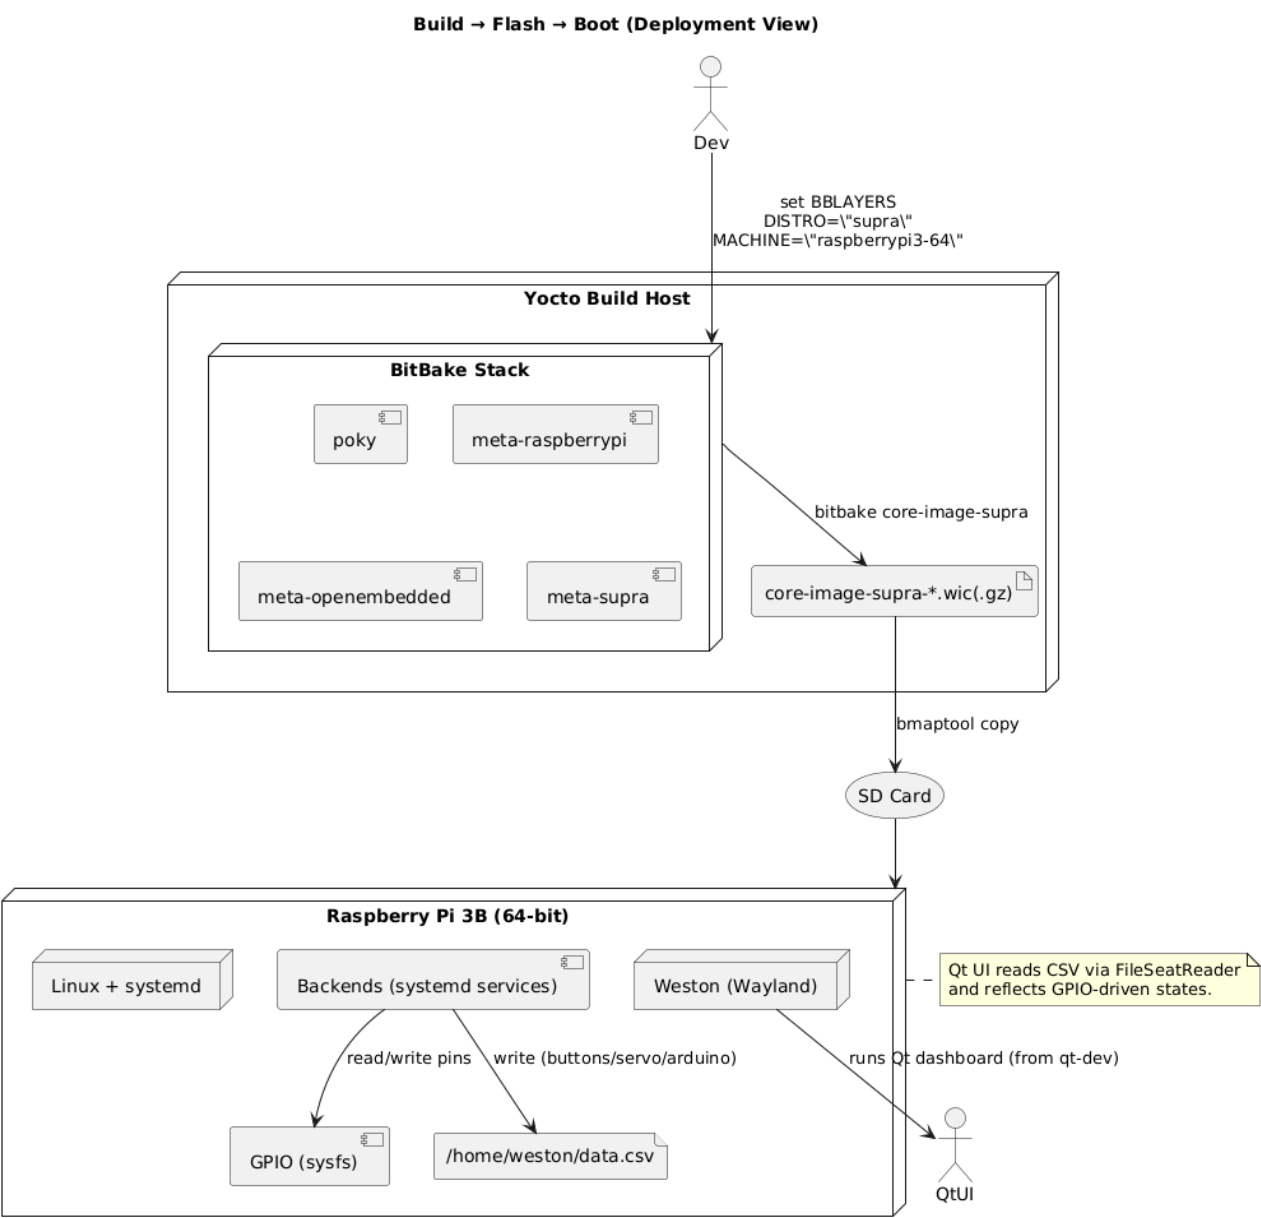 Build → Flash → Boot (Deployment View)
Dev
set BBLAYERS
DISTRO=\"supra\"
MACHINE=\"raspberrypi3-64\"
Yocto Build Host
BitBake Stack
poky
meta-raspberrypi
bitbake core-image-supra
meta-openembedded
meta-supra
core-image-supra-*.wic(.gz)
bmaptool copy
SD Card
Raspberry Pi 3B (64-bit)
Linux + systemd
Backends (systemd services)
Weston (Wayland)
Qt UI reads CSV via FileSeatReader
and reflects GPIO-driven states.
read/write pins
write (buttons/servo/arduino)
runs Qt dashboard (from qt-dev)
GPIO (sysfs)
/home/weston/data.csv
QtUI